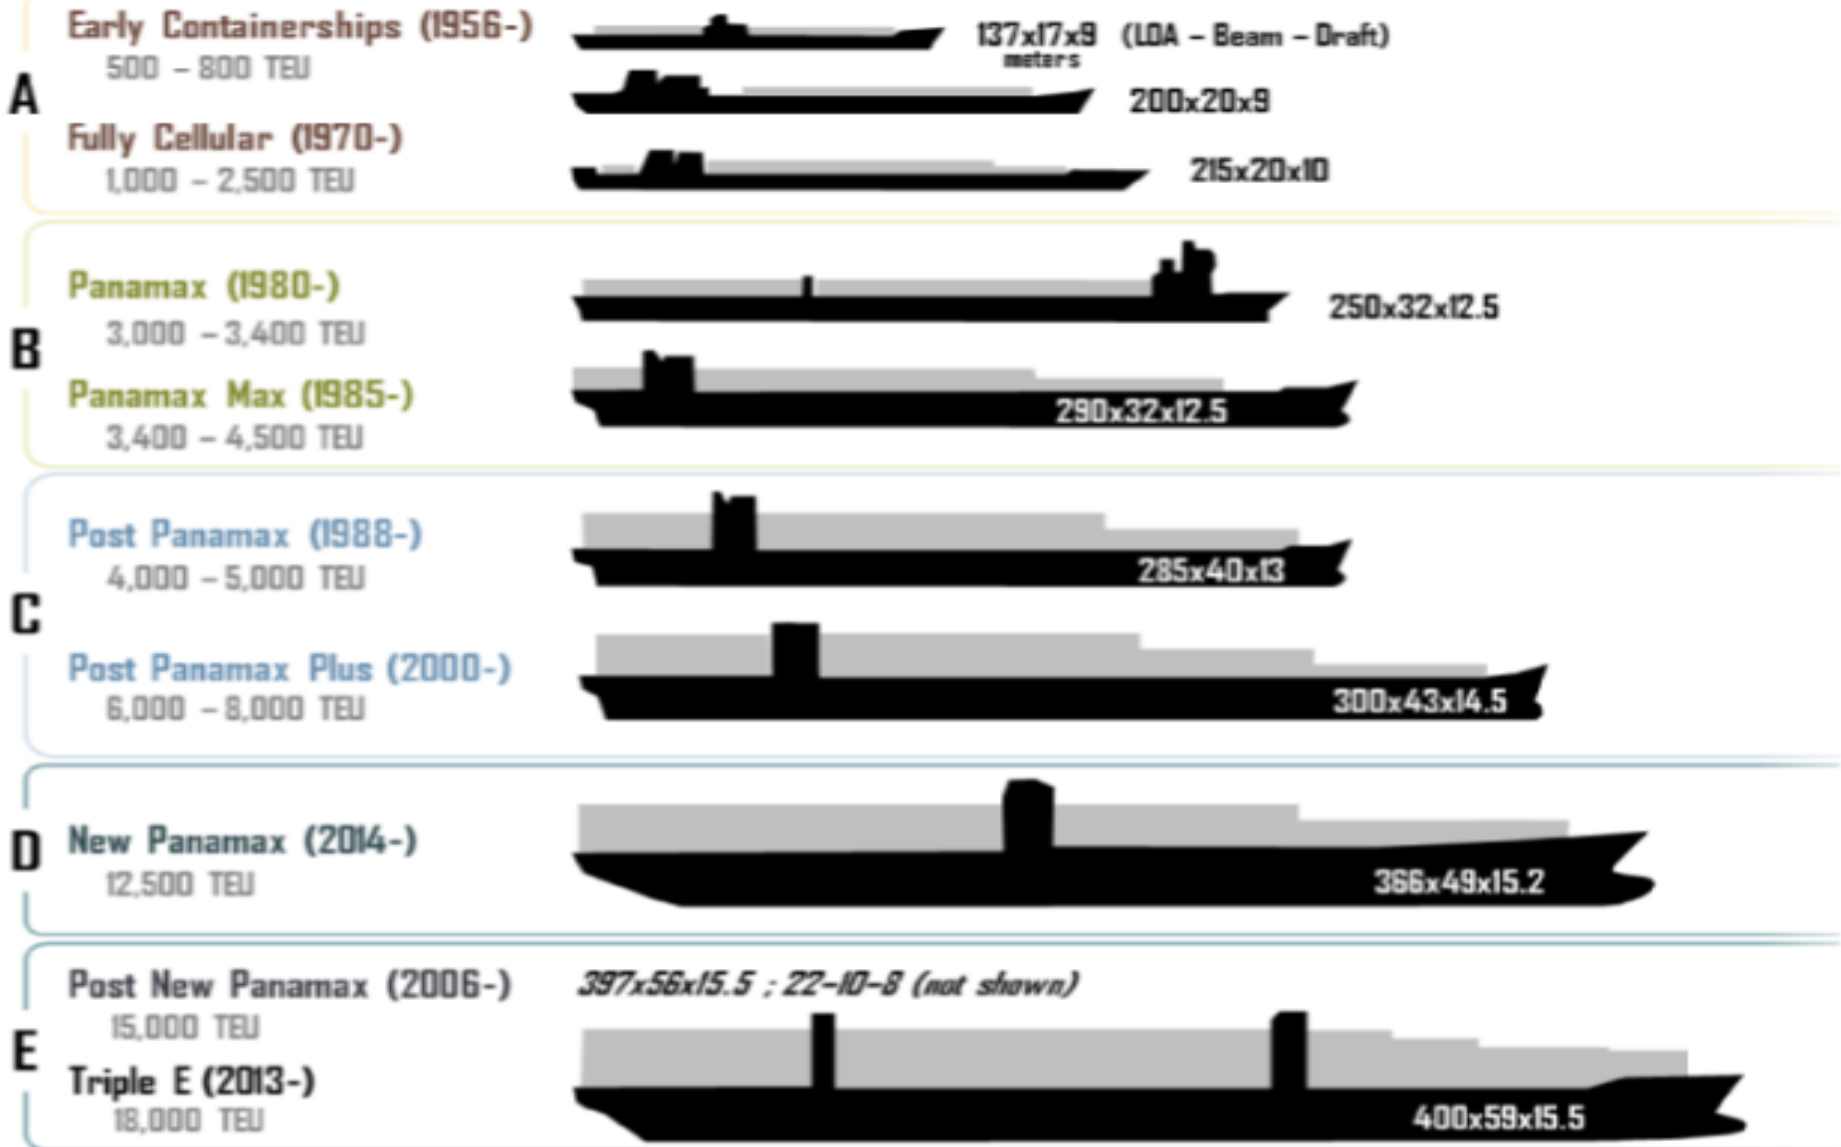 A
Early Containerships (1956-)
500 – 800 TEU
137x17x9 (LOA – Beam – Draft)
meters
200x20x9
Fully Cellular (1970-)
1,000 – 2,500 TEU
215x20x10
B
Panamax (1980-)
3,000 – 3,400 TEU
250x32x12.5
Panamax Max (1985-)
3,400 – 4,500 TEU
290x32x12.5
C
Post Panamax (1988-)
4,000 – 5,000 TEU
285x40x13
Post Panamax Plus (2000-)
6,000 – 8,000 TEU
300x43x14.5
D
New Panamax (2014-)
12,500 TEU
366x49x15.2
E
Post New Panamax (2006-)
15,000 TEU
397x56x15.5 ; 22-10-8 (not shown)
Triple E (2013-)
18,000 TEU
400x59x15.5